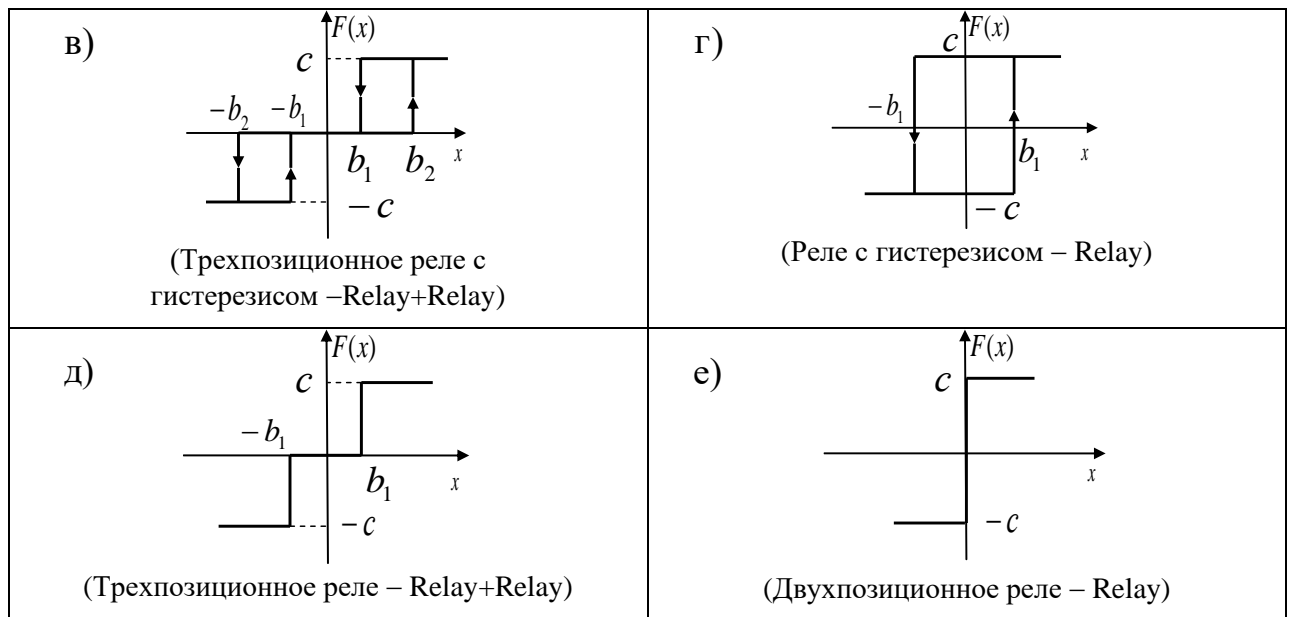 в)
F(x)
c
−b₂
−b₁
b₁
b₂
x
−c
(Трехпозиционное реле с
гистерезисом −Relay+Relay)
г)
F(x)
c
−b₁
b₁
x
−c
(Реле с гистерезисом − Relay)
д)
F(x)
c
−b₁
b₁
x
−c
(Трехпозиционное реле − Relay+Relay)
е)
F(x)
c
x
−c
(Двухпозиционное реле − Relay)